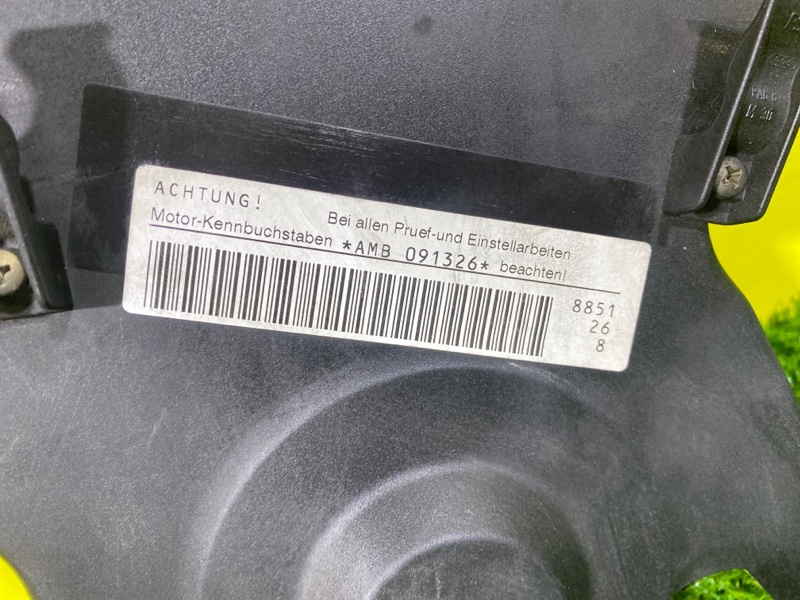 ACHTUNG! Bei allen Pruef-und Einstellarbeiten
Motor-Kennbuchstaben *AMB 091326* beachten!
8851
26
8